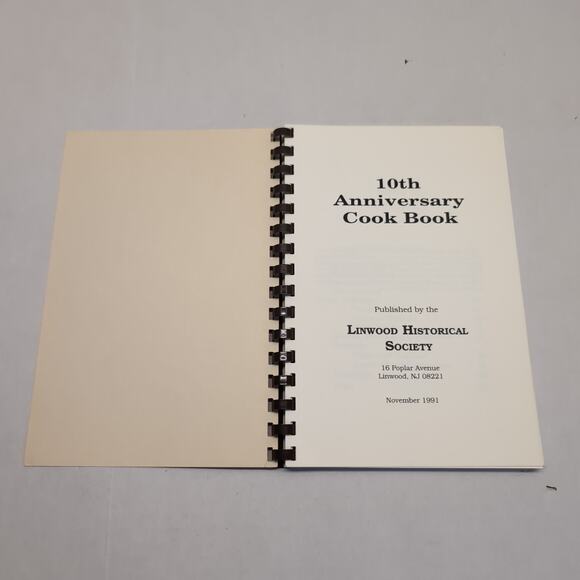 10th
Anniversary
Cook Book
Published by the
LINWOOD HISTORICAL
SOCIETY
16 Poplar Avenue
Linwood, NJ 08221
November 1991